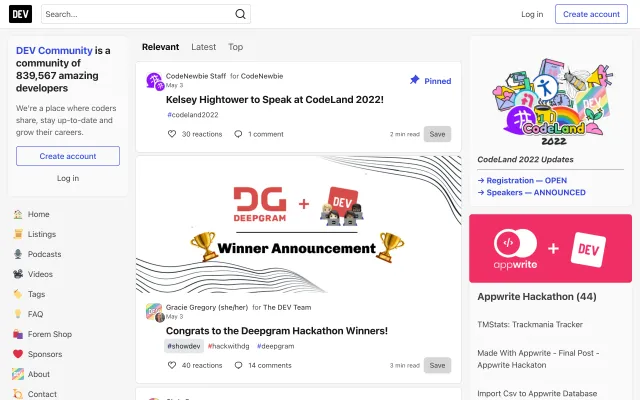 DEV
Search...
Log in
Create account
DEV Community is a
community of
839,567 amazing
developers
We're a place where coders
share, stay up-to-date and
grow their careers.
Create account
Log in
Home
Listings
Podcasts
Videos
Tags
FAQ
Forem Shop
Sponsors
About
Contact
Relevant
Latest
Top
CodeNewbie Staff for CodeNewbie
May 3
Pinned
Kelsey Hightower to Speak at CodeLand 2022!
#codeland2022
30 reactions
1 comment
2 min read
Save
DG
DEEPGRAM
+
DEV
Winner Announcement
Gracie Gregory (she/her) for The DEV Team
May 3
Congrats to the Deepgram Hackathon Winners!
#showdev
#hackwithdg
#deepgram
40 reactions
14 comments
3 min read
Save
CodeLand
2022
CodeLand 2022 Updates
→ Registration — OPEN
→ Speakers — ANNOUNCED
appwrite
+
DEV
Appwrite Hackathon (44)
TMStats: Trackmania Tracker
Made With Appwrite - Final Post -
Appwrite Hackaton
Import Csv to Appwrite Database